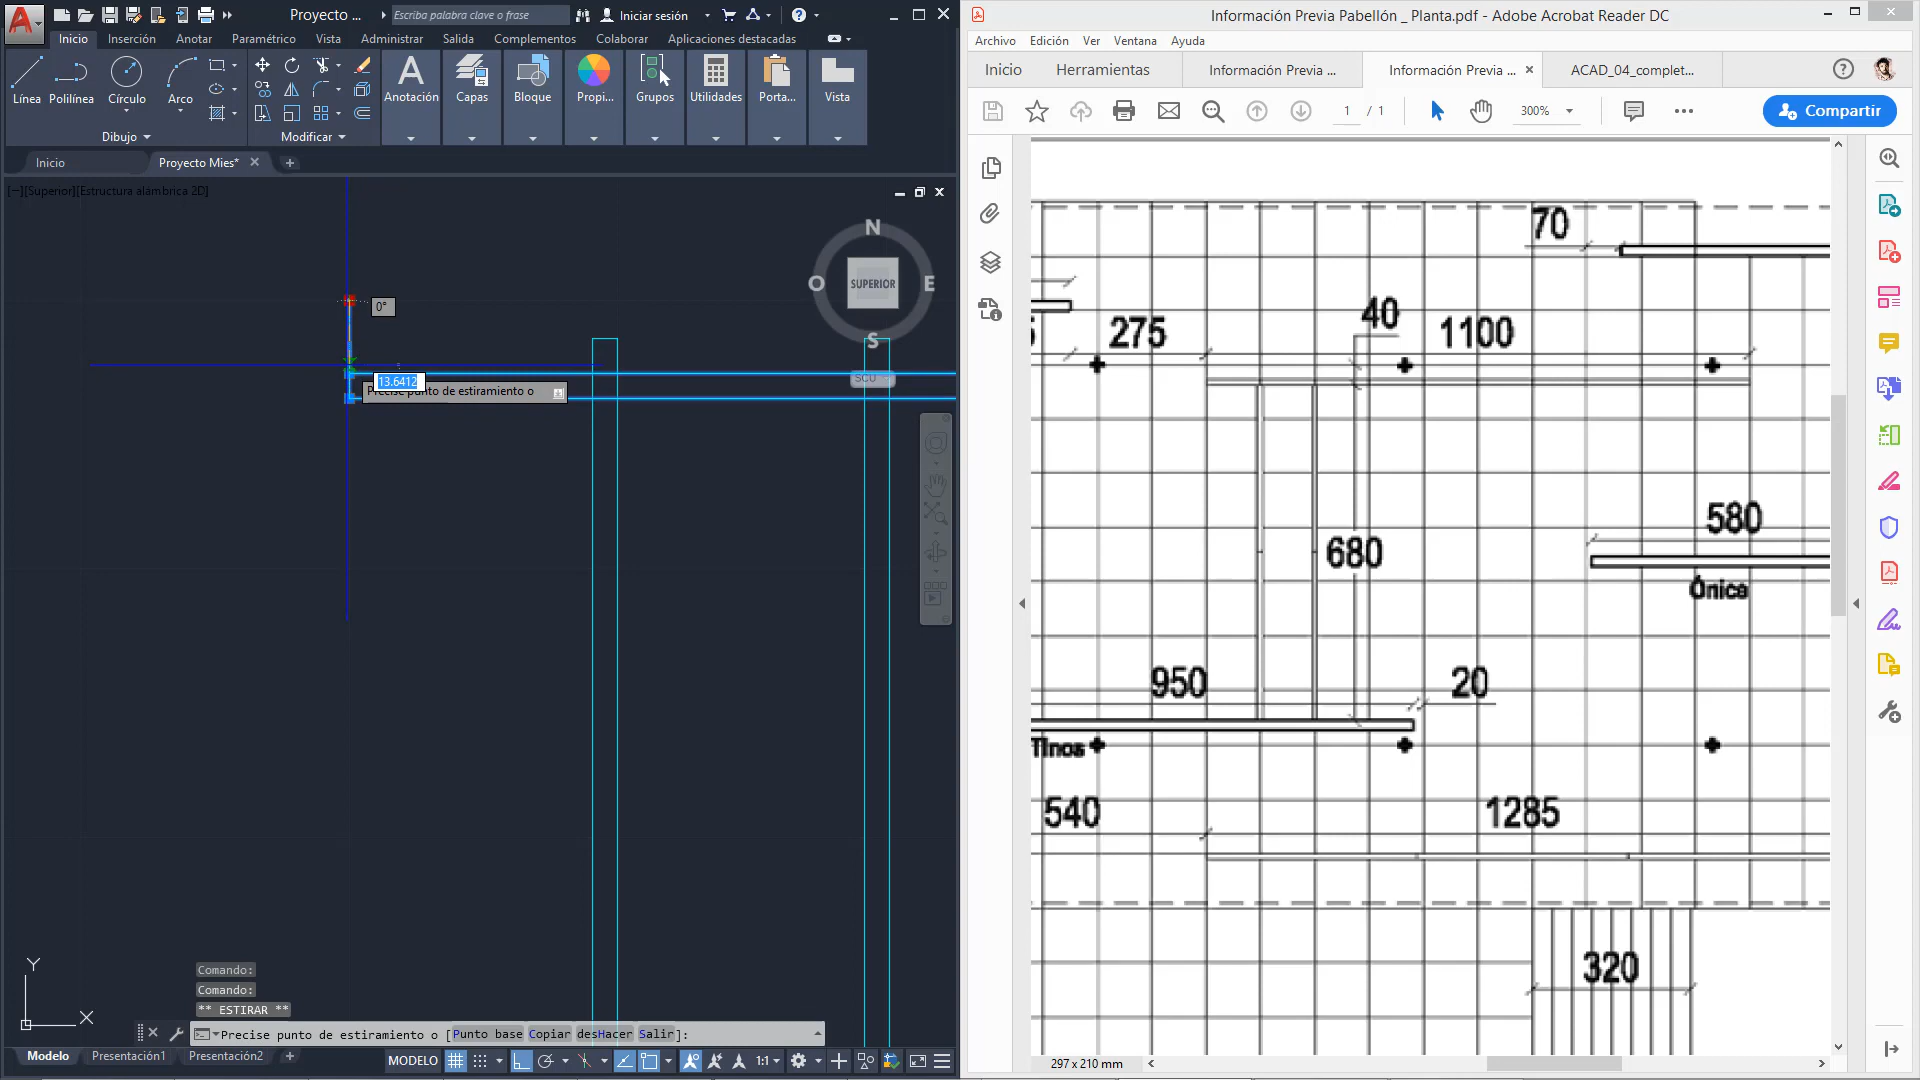 Proyecto ...
Escriba palabra clave o frase
Iniciar sesión
Inicio
Inserción
Anotar
Paramétrico
Vista
Administrar
Salida
Complementos
Colaborar
Aplicaciones destacadas
Línea
Polilínea
Círculo
Arco
Anotación
Capas
Bloque
Propi...
Grupos
Utilidades
Porta...
Vista
Dibujo
Modificar
Inicio
Proyecto Mies*
[−][Superior][Estructura alámbrica 2D]
N
O
SUPERIOR
E
S
SCU
0°
13.6412
Precise punto de estiramiento o
Y
X
Comando:
Comando:
** ESTIRAR **
Precise punto de estiramiento o [Punto base Copiar desHacer Salir]:
Modelo
Presentación1
Presentación2
MODELO
1:1
Información Previa Pabellón _ Planta.pdf - Adobe Acrobat Reader DC
Archivo
Edición
Ver
Ventana
Ayuda
Inicio
Herramientas
Información Previa ...
Información Previa ...
ACAD_04_complet...
1
/ 1
300%
Compartir
70
40
275
1100
580
680
Única
950
20
Tinos
540
1285
320
297 x 210 mm